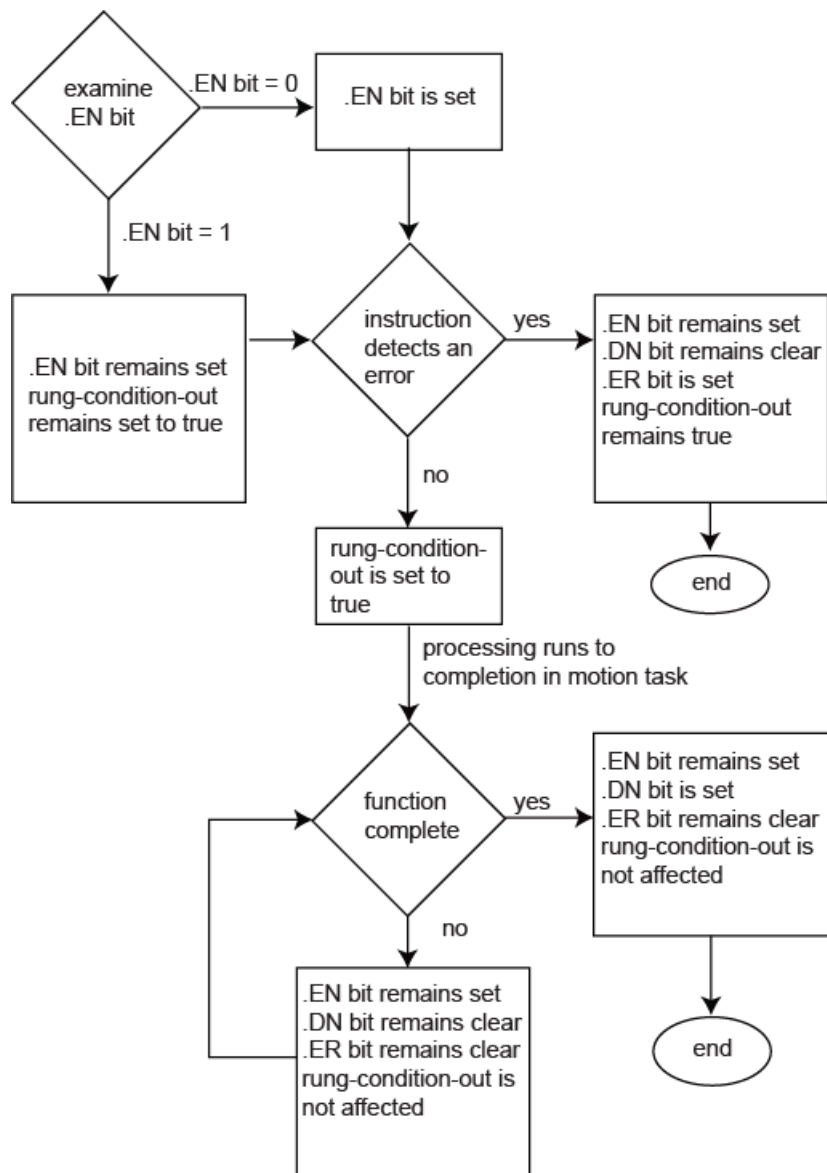 examine
.EN bit
.EN bit = 0
.EN bit is set
.EN bit = 1
.EN bit remains set
rung-condition-out
remains set to true
instruction
detects an
error
yes
.EN bit remains set
.DN bit remains clear
.ER bit is set
rung-condition-out
remains true
end
no
rung-condition-
out is set to
true
processing runs to
completion in motion task
function
complete
yes
.EN bit remains set
.DN bit is set
.ER bit remains clear
rung-condition-out is
not affected
end
no
.EN bit remains set
.DN bit remains clear
.ER bit remains clear
rung-condition-out is
not affected